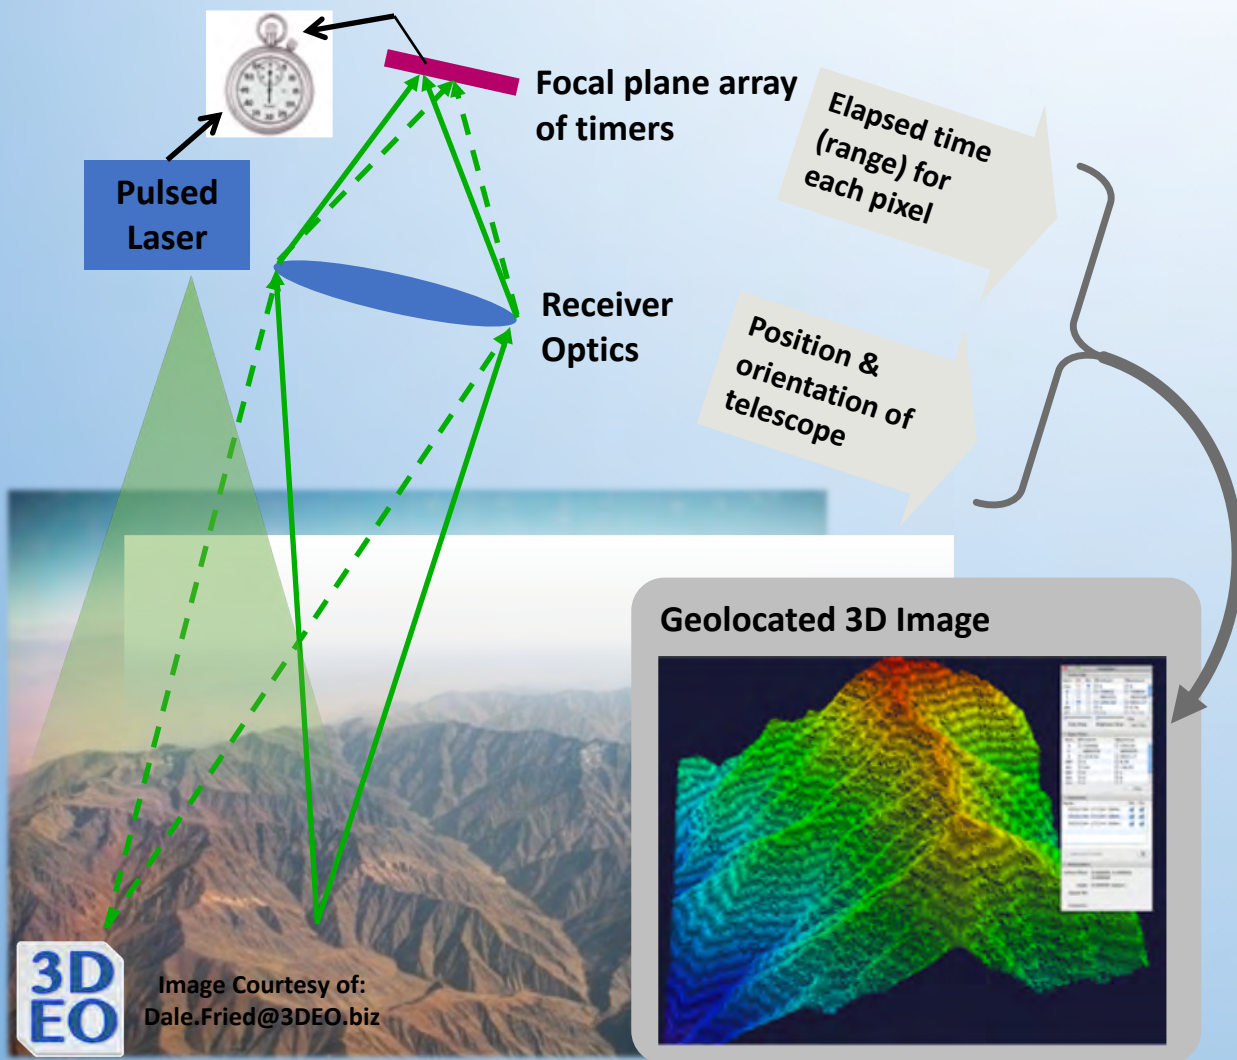 Focal plane array
of timers
Elapsed time
(range) for
each pixel
Pulsed
Laser
Receiver
Optics
Position &
orientation of
telescope
Geolocated 3D Image
3D
EO
Image Courtesy of:
Dale.Fried@3DEO.biz